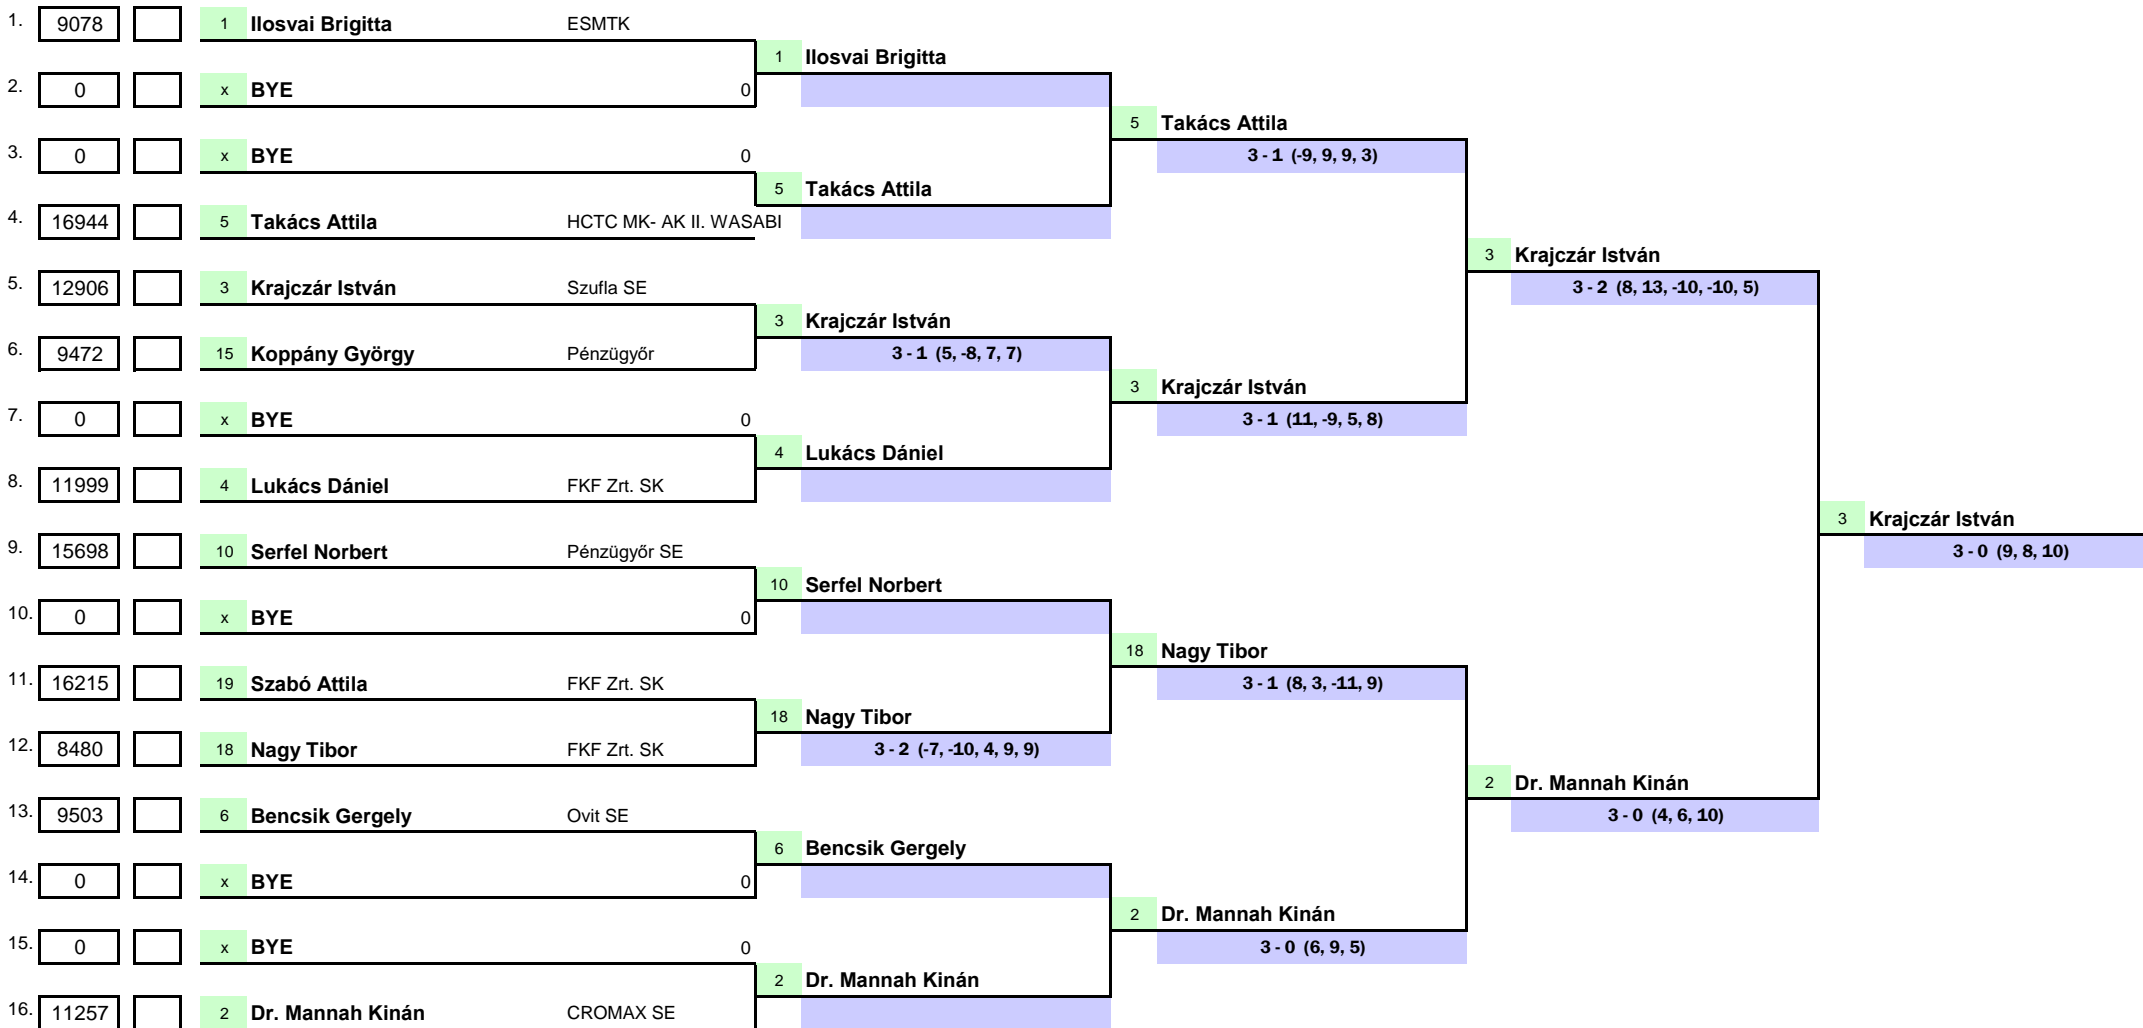 1. 9078 1 Ilosvai Brigitta ESMTK
1 Ilosvai Brigitta
2. 0 x BYE 0
5 Takács Attila
3. 0 x BYE 0 3 - 1 (-9, 9, 9, 3)
5 Takács Attila
4. 16944 5 Takács Attila HCTC MK- AK II. WASABI
3 Krajczár István
5. 12906 3 Krajczár István Szufla SE 3 - 2 (8, 13, -10, -10, 5)
3 Krajczár István
6. 9472 15 Koppány György Pénzügyőr 3 - 1 (5, -8, 7, 7)
3 Krajczár István
7. 0 x BYE 0 3 - 1 (11, -9, 5, 8)
4 Lukács Dániel
8. 11999 4 Lukács Dániel FKF Zrt. SK
3 Krajczár István
9. 15698 10 Serfel Norbert Pénzügyőr SE 3 - 0 (9, 8, 10)
10 Serfel Norbert
10. 0 x BYE 0
18 Nagy Tibor
11. 16215 19 Szabó Attila FKF Zrt. SK 3 - 1 (8, 3, -11, 9)
18 Nagy Tibor
12. 8480 18 Nagy Tibor FKF Zrt. SK 3 - 2 (-7, -10, 4, 9, 9)
2 Dr. Mannah Kinán
13. 9503 6 Bencsik Gergely Ovit SE 3 - 0 (4, 6, 10)
6 Bencsik Gergely
14. 0 x BYE 0
2 Dr. Mannah Kinán
15. 0 x BYE 0 3 - 0 (6, 9, 5)
2 Dr. Mannah Kinán
16. 11257 2 Dr. Mannah Kinán CROMAX SE